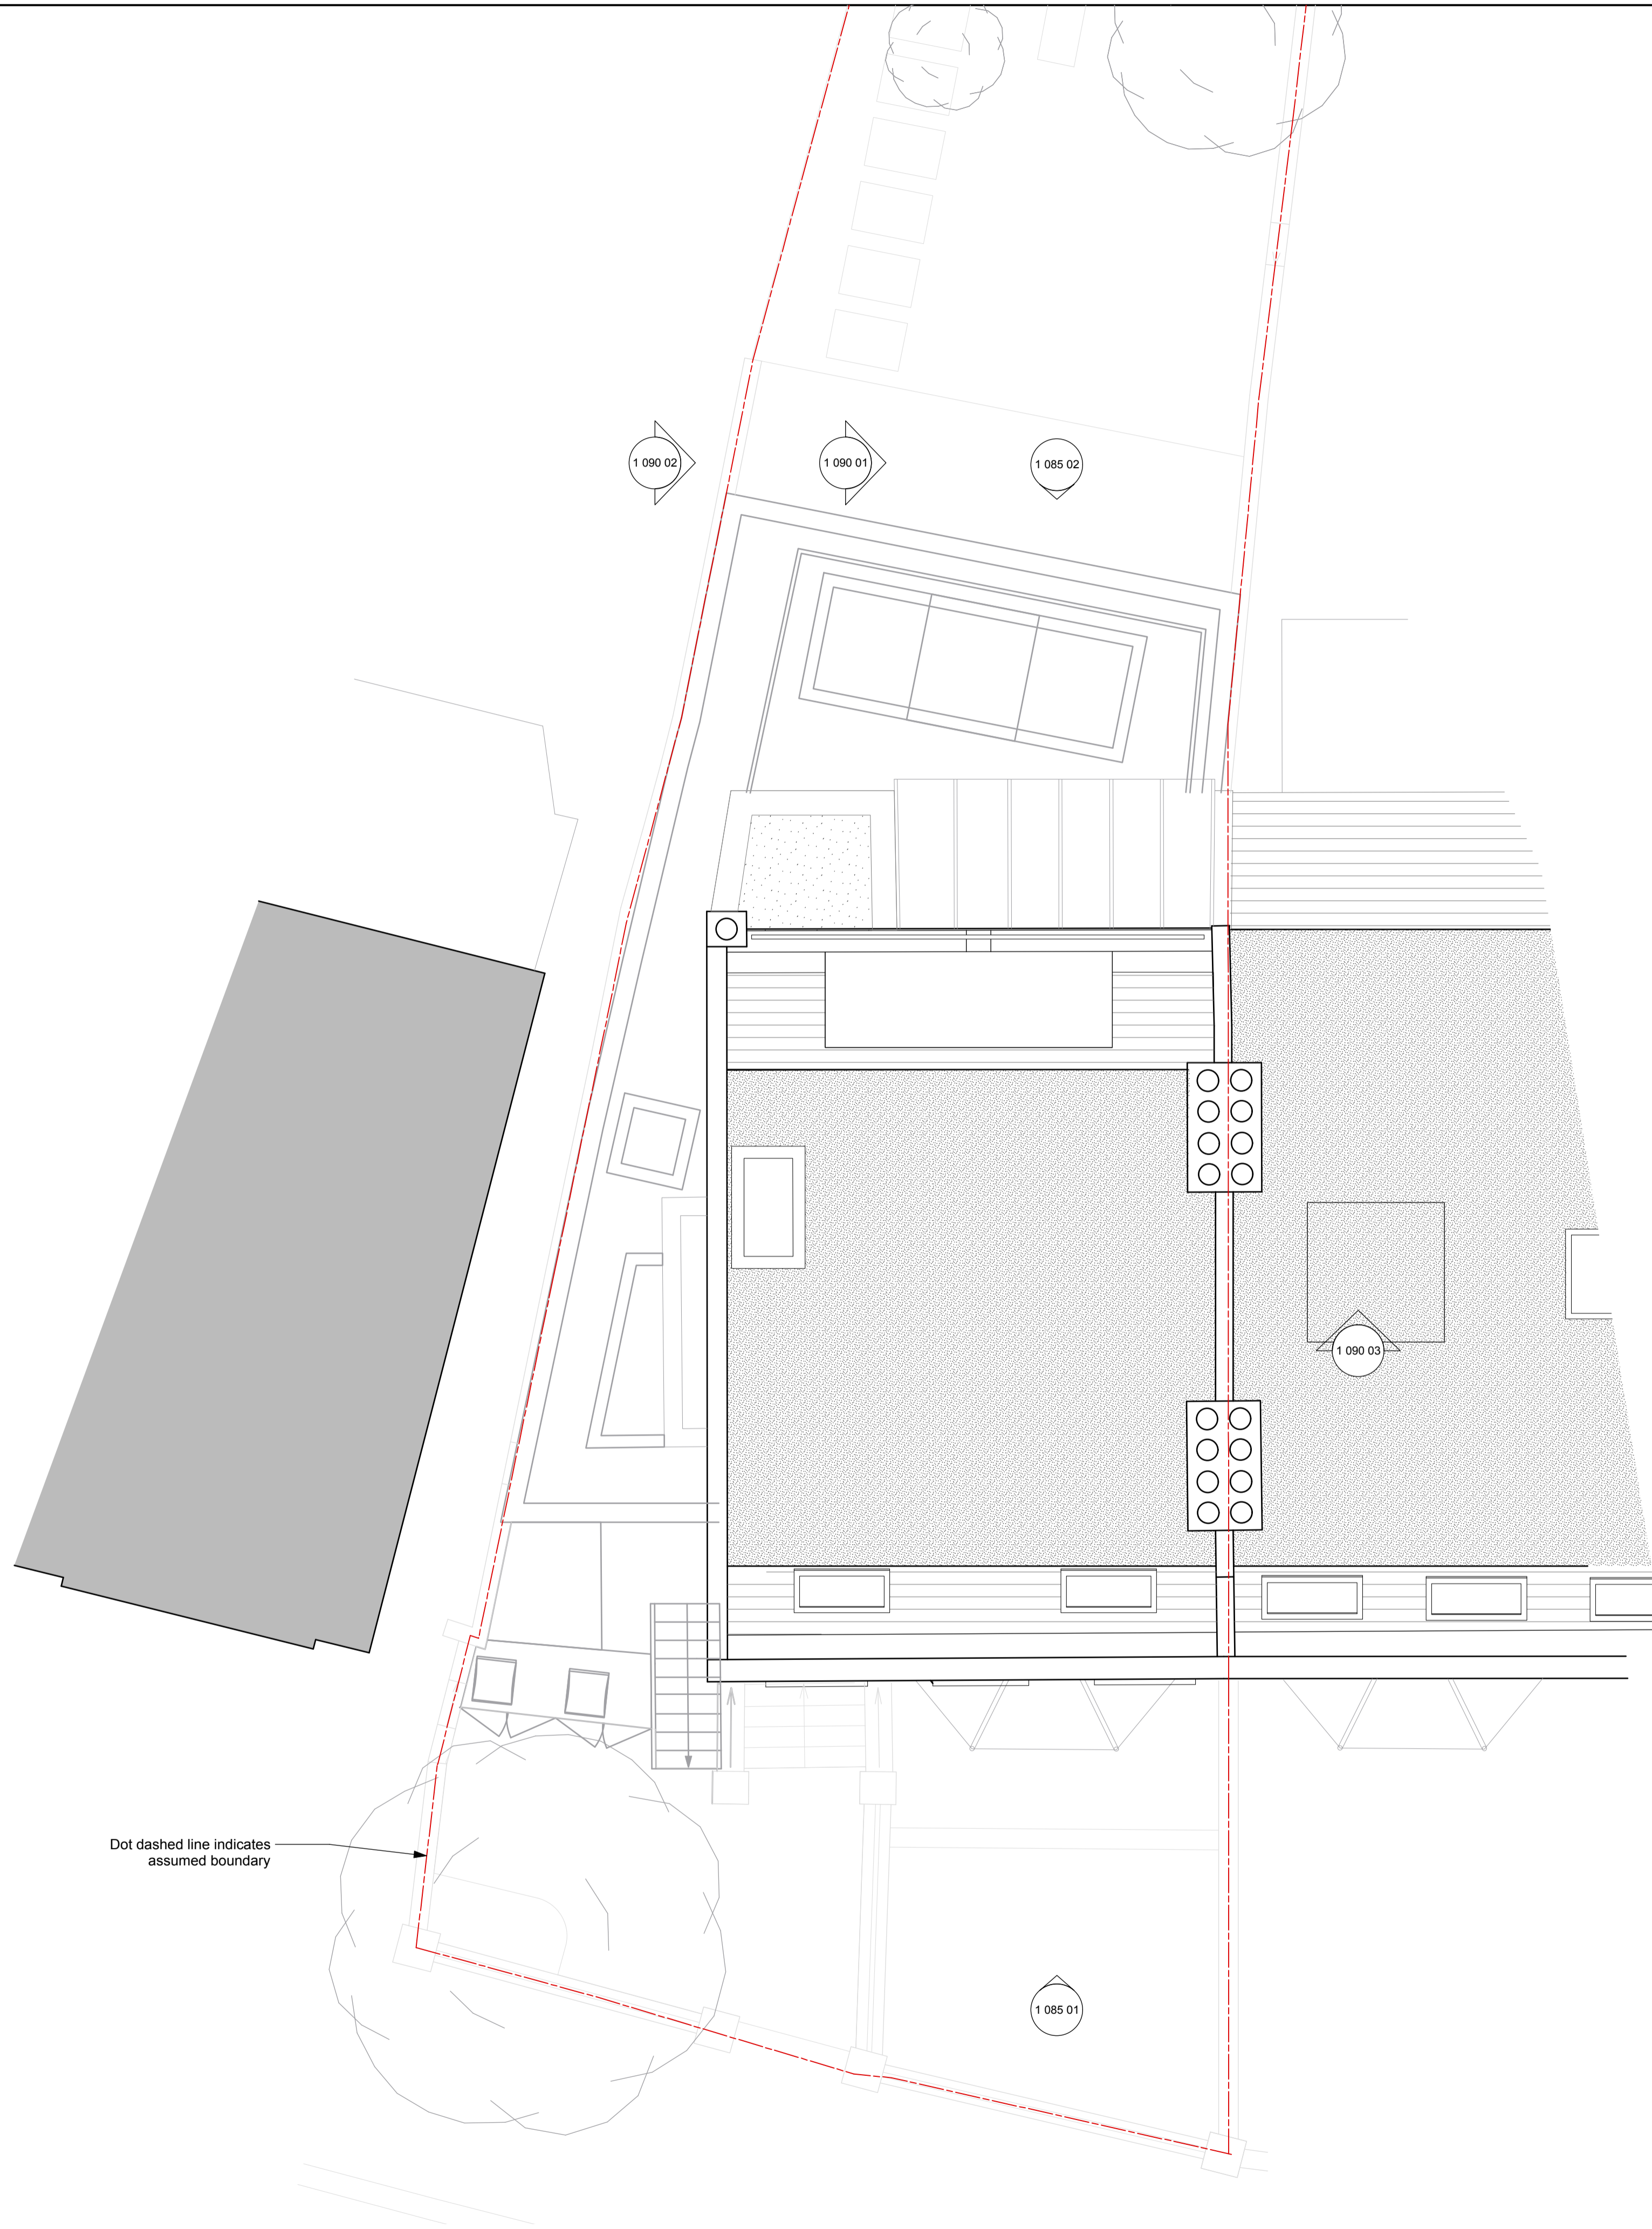 1 090 02
1 090 01
1 085 02
1 090 03
Dot dashed line indicates
assumed boundary
1 085 01